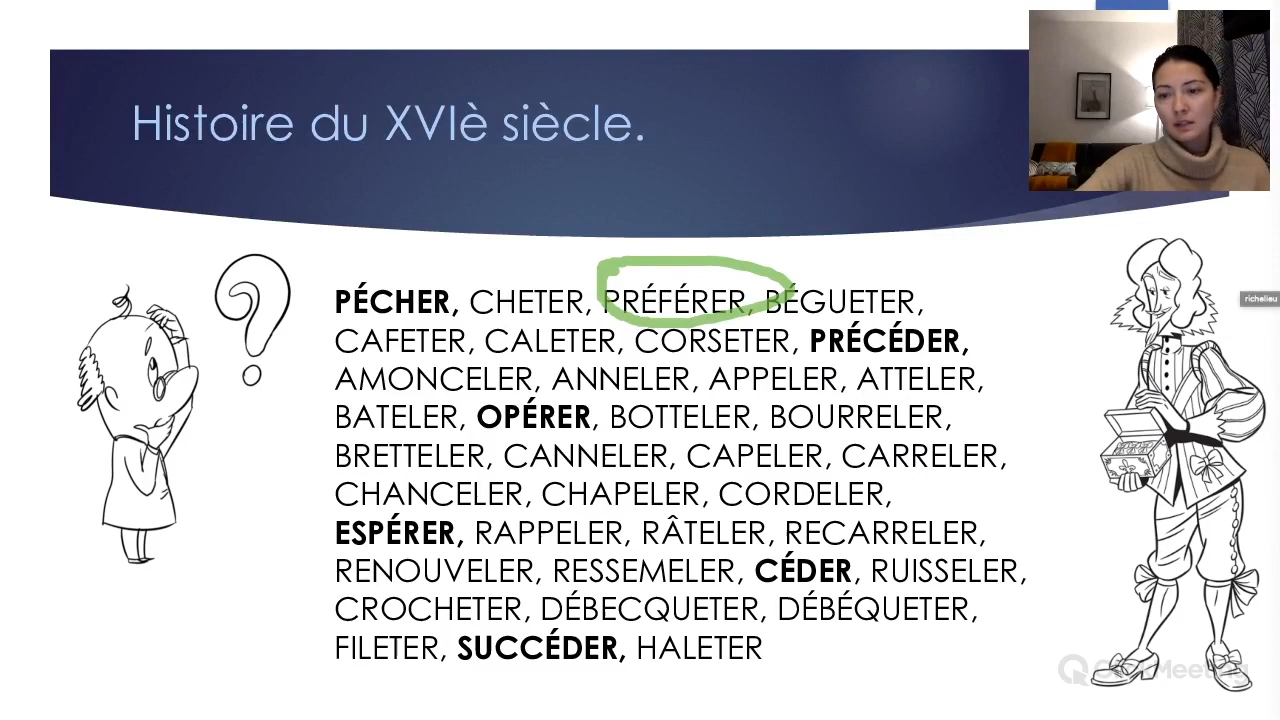 Histoire du XVIè siècle.
richelieu
PÉCHER, CHETER, PRÉFÉRER, BÉGUETER,
CAFETER, CALETER, CORSETER, PRÉCÉDER,
AMONCELER, ANNELER, APPELER, ATTELER,
BATELER, OPÉRER, BOTTELER, BOURRELER,
BRETTELER, CANNELER, CAPELER, CARRELER,
CHANCELER, CHAPELER, CORDELER,
ESPÉRER, RAPPELER, RÂTELER, RECARRELER,
RENOUVELER, RESSEMELER, CÉDER, RUISSELER,
CROCHETER, DÉBECQUETER, DÉBÉQUETER,
FILETER, SUCCÉDER, HALETER
ClickMeeting